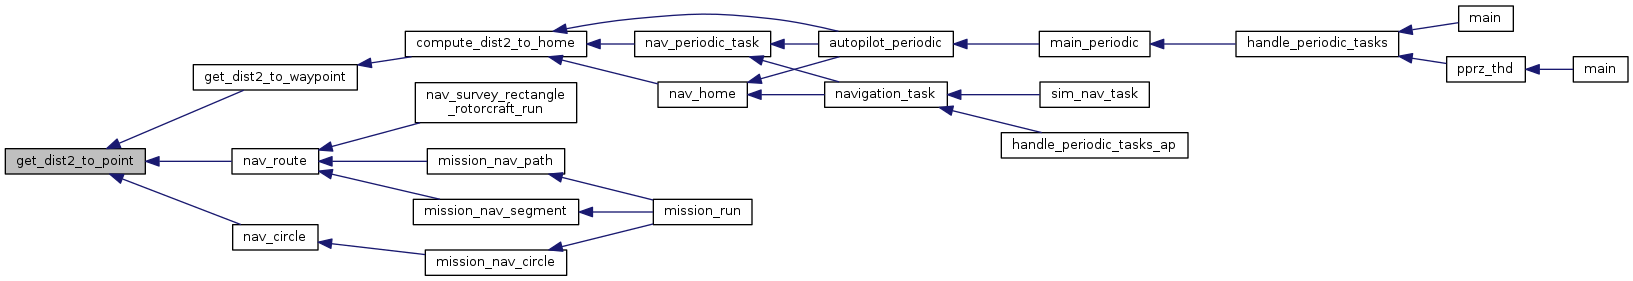 get_dist2_to_point
get_dist2_to_waypoint
nav_route
nav_circle
compute_dist2_to_home
nav_survey_rectangle
_rotorcraft_run
mission_nav_path
mission_nav_segment
mission_nav_circle
nav_periodic_task
nav_home
mission_run
autopilot_periodic
navigation_task
main_periodic
sim_nav_task
handle_periodic_tasks_ap
handle_periodic_tasks
main
pprz_thd
main